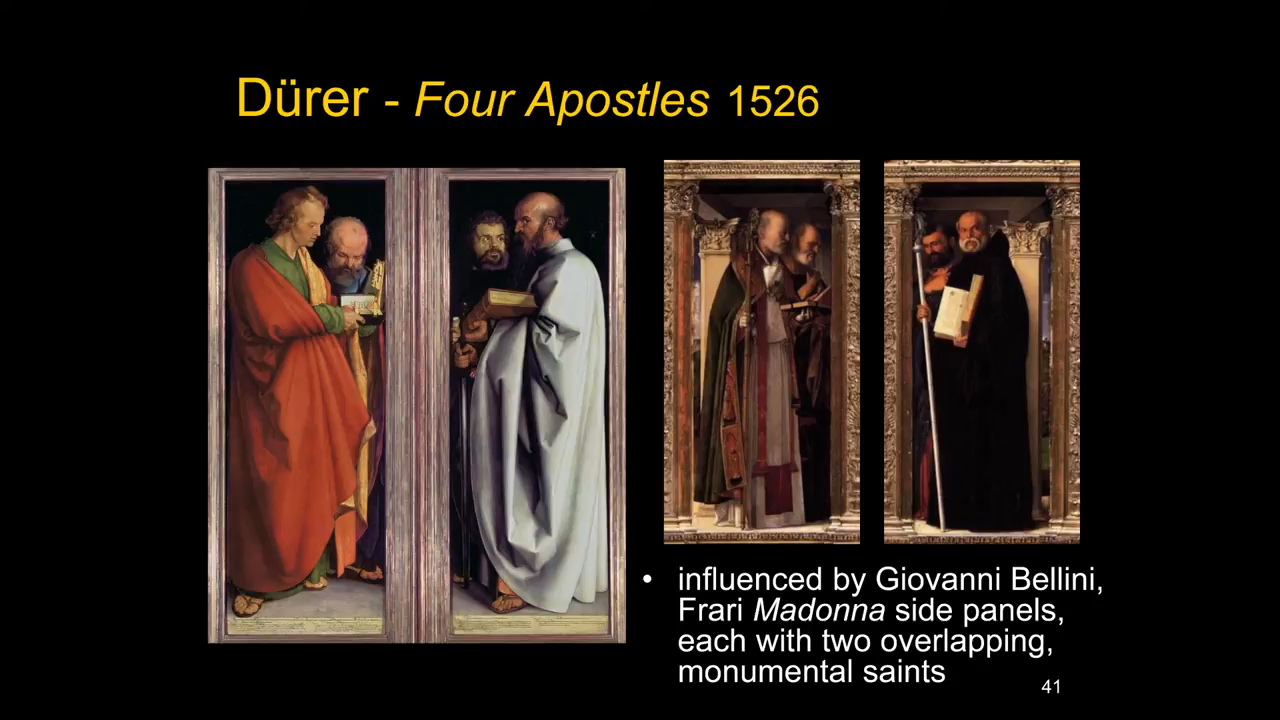 Dürer - Four Apostles 1526
• influenced by Giovanni Bellini,
Frari Madonna side panels,
each with two overlapping,
monumental saints
41